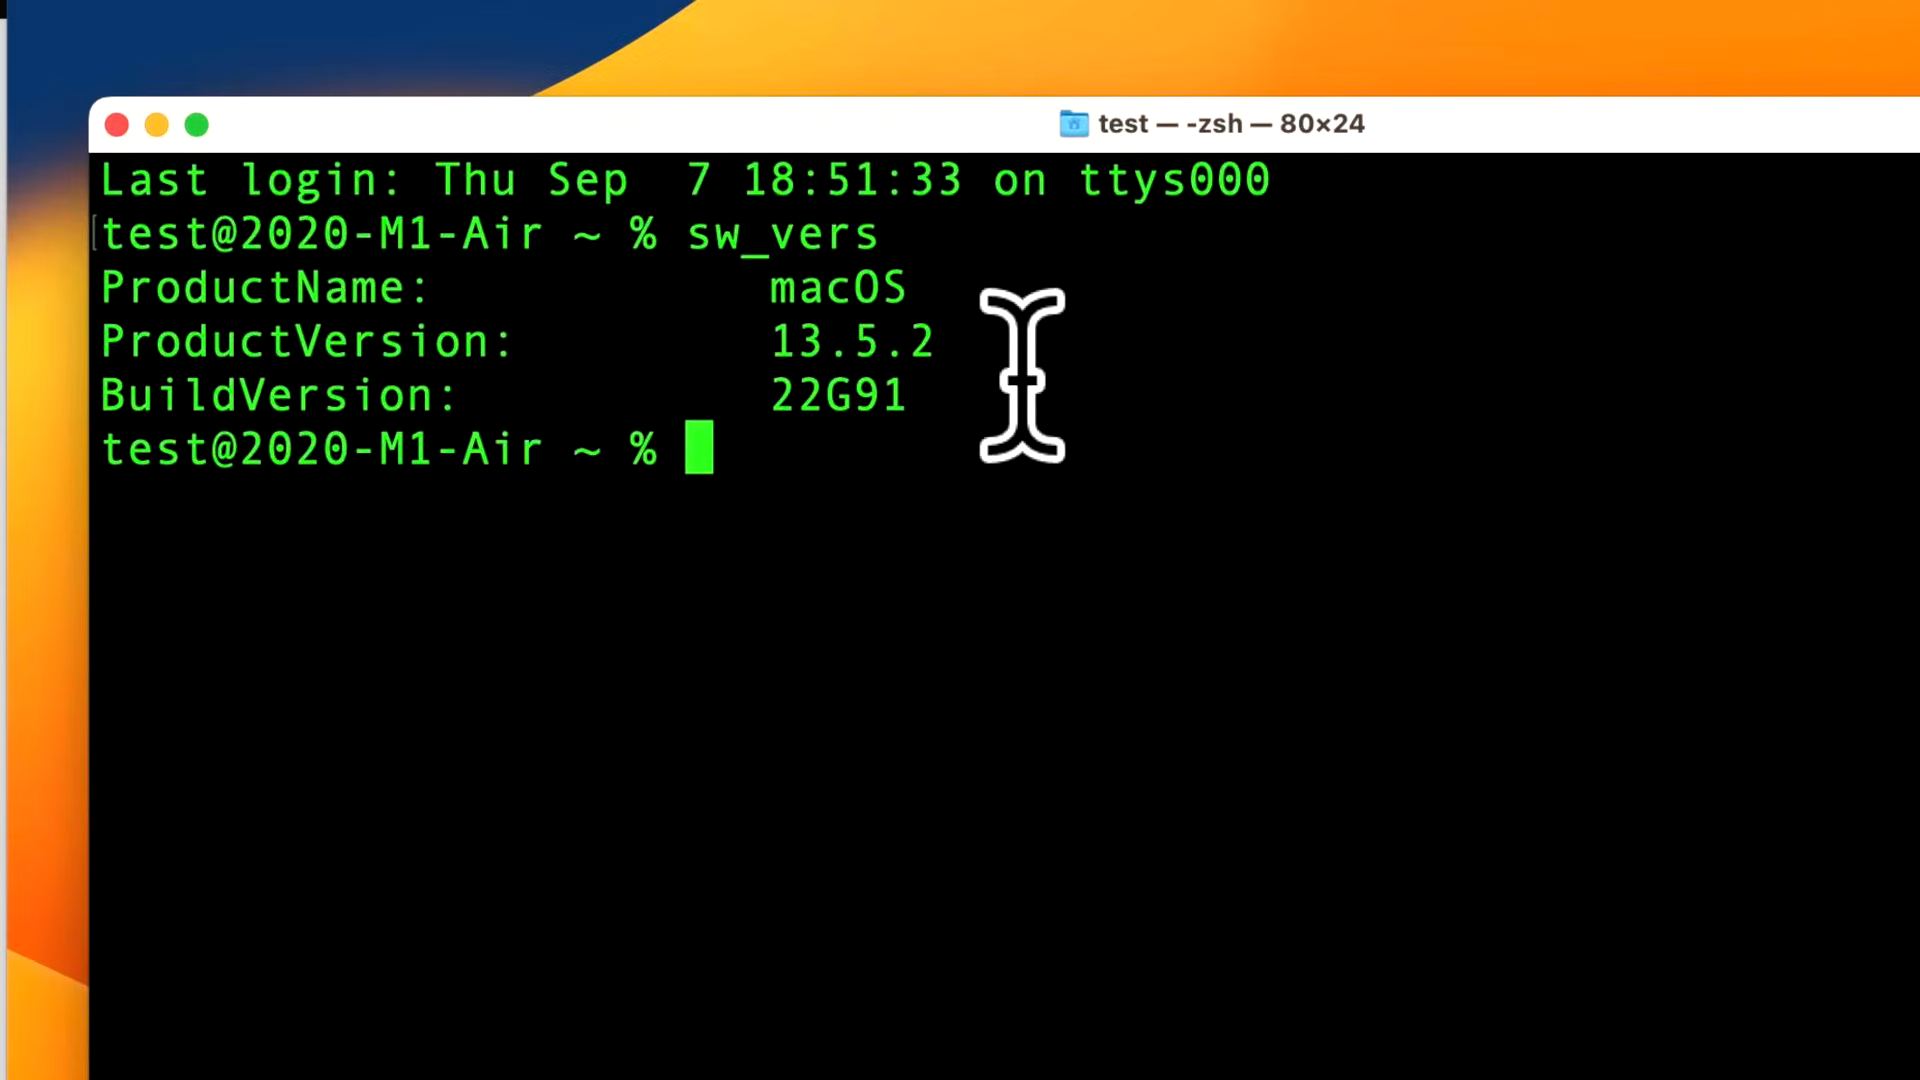 test — -zsh — 80×24
Last login: Thu Sep  7 18:51:33 on ttys000
[test@2020-M1-Air ~ % sw_vers
ProductName:            macOS
ProductVersion:         13.5.2
BuildVersion:           22G91
test@2020-M1-Air ~ %